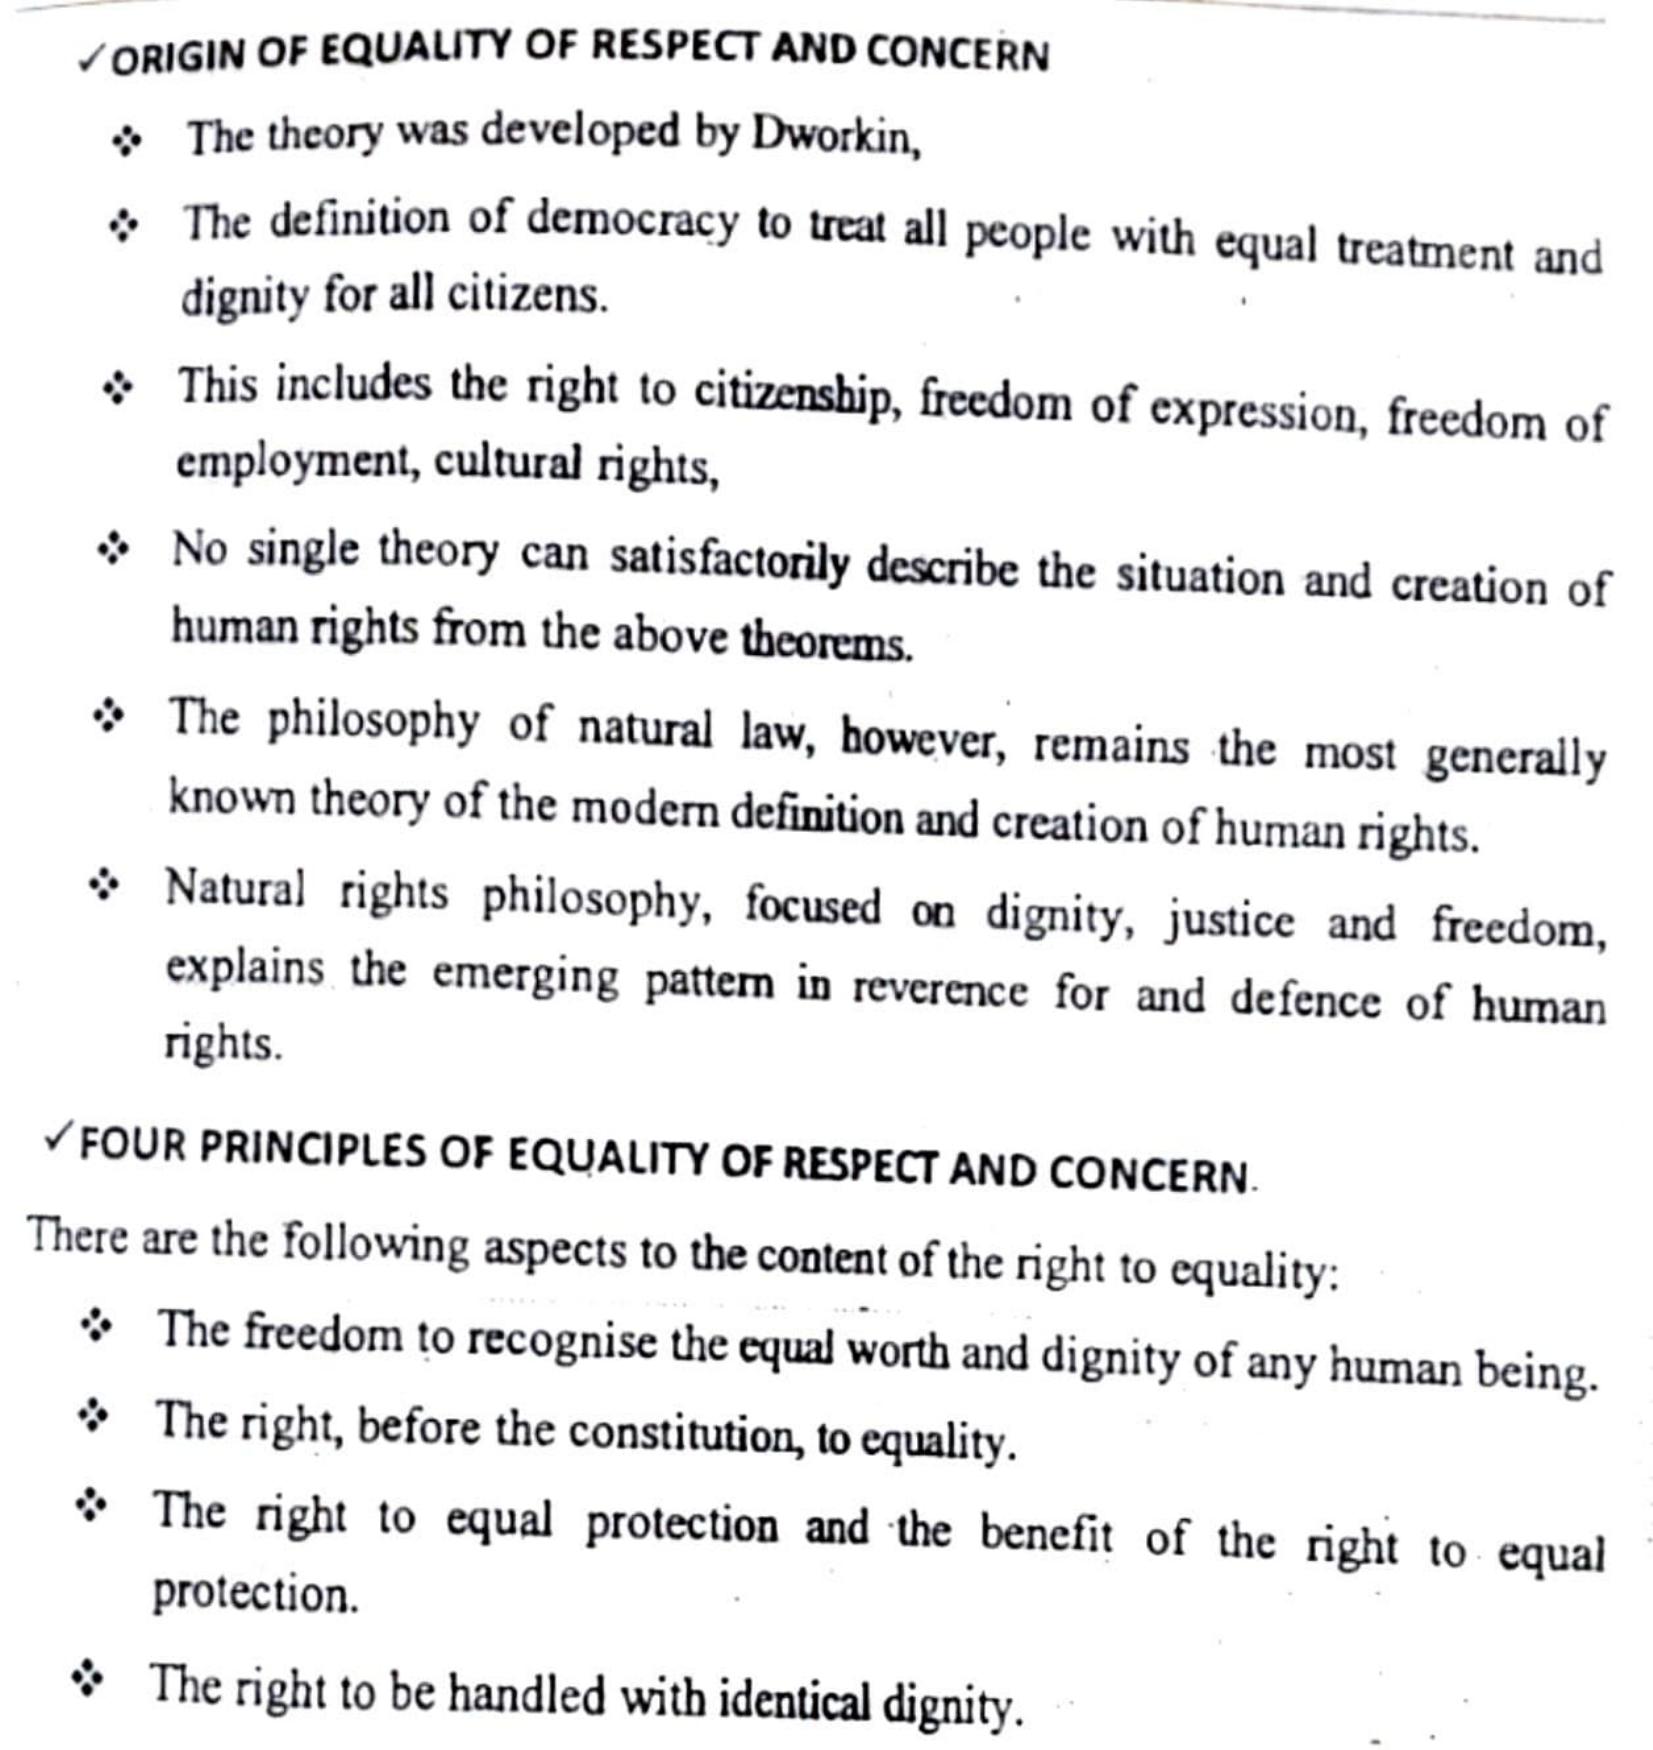 ✓ORIGIN OF EQUALITY OF RESPECT AND CONCERN
❖ The theory was developed by Dworkin,
❖ The definition of democracy to treat all people with equal treatment and
dignity for all citizens.
❖ This includes the right to citizenship, freedom of expression, freedom of
employment, cultural rights,
❖ No single theory can satisfactorily describe the situation and creation of
human rights from the above theorems.
❖ The philosophy of natural law, however, remains the most generally
known theory of the modern definition and creation of human rights.
❖ Natural rights philosophy, focused on dignity, justice and freedom,
explains the emerging pattern in reverence for and defence of human
rights.
✓FOUR PRINCIPLES OF EQUALITY OF RESPECT AND CONCERN.
There are the following aspects to the content of the right to equality:
❖ The freedom to recognise the equal worth and dignity of any human being.
❖ The right, before the constitution, to equality.
❖ The right to equal protection and the benefit of the right to equal
protection.
❖ The right to be handled with identical dignity.